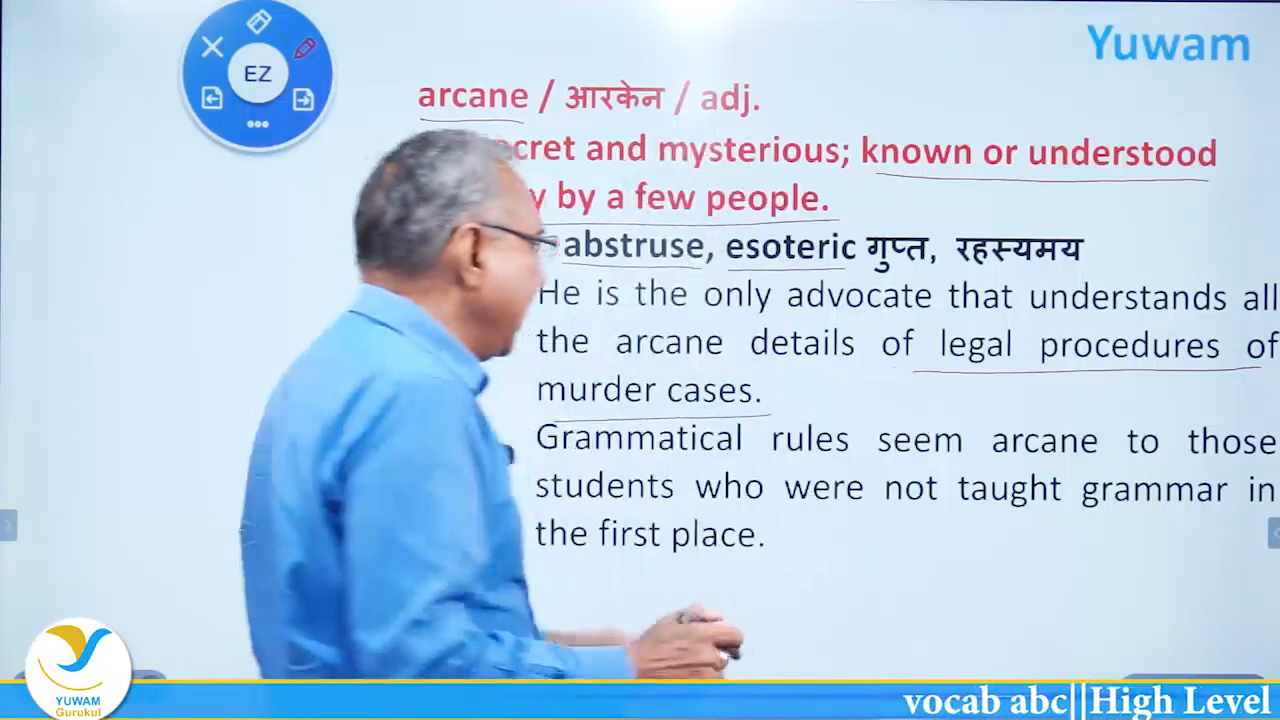 EZ
Yuwam
arcane / आरकेन / adj.
and mysterious; known or understood
by a few people.
abstruse, esoteric गुप्त, रहस्यमय
He is the only advocate that understands all
the arcane details of legal procedures of
murder cases.
Grammatical rules seem arcane to those
students who were not taught grammar in
the first place.
YUWAM
Gurukul
vocab abc||High Level